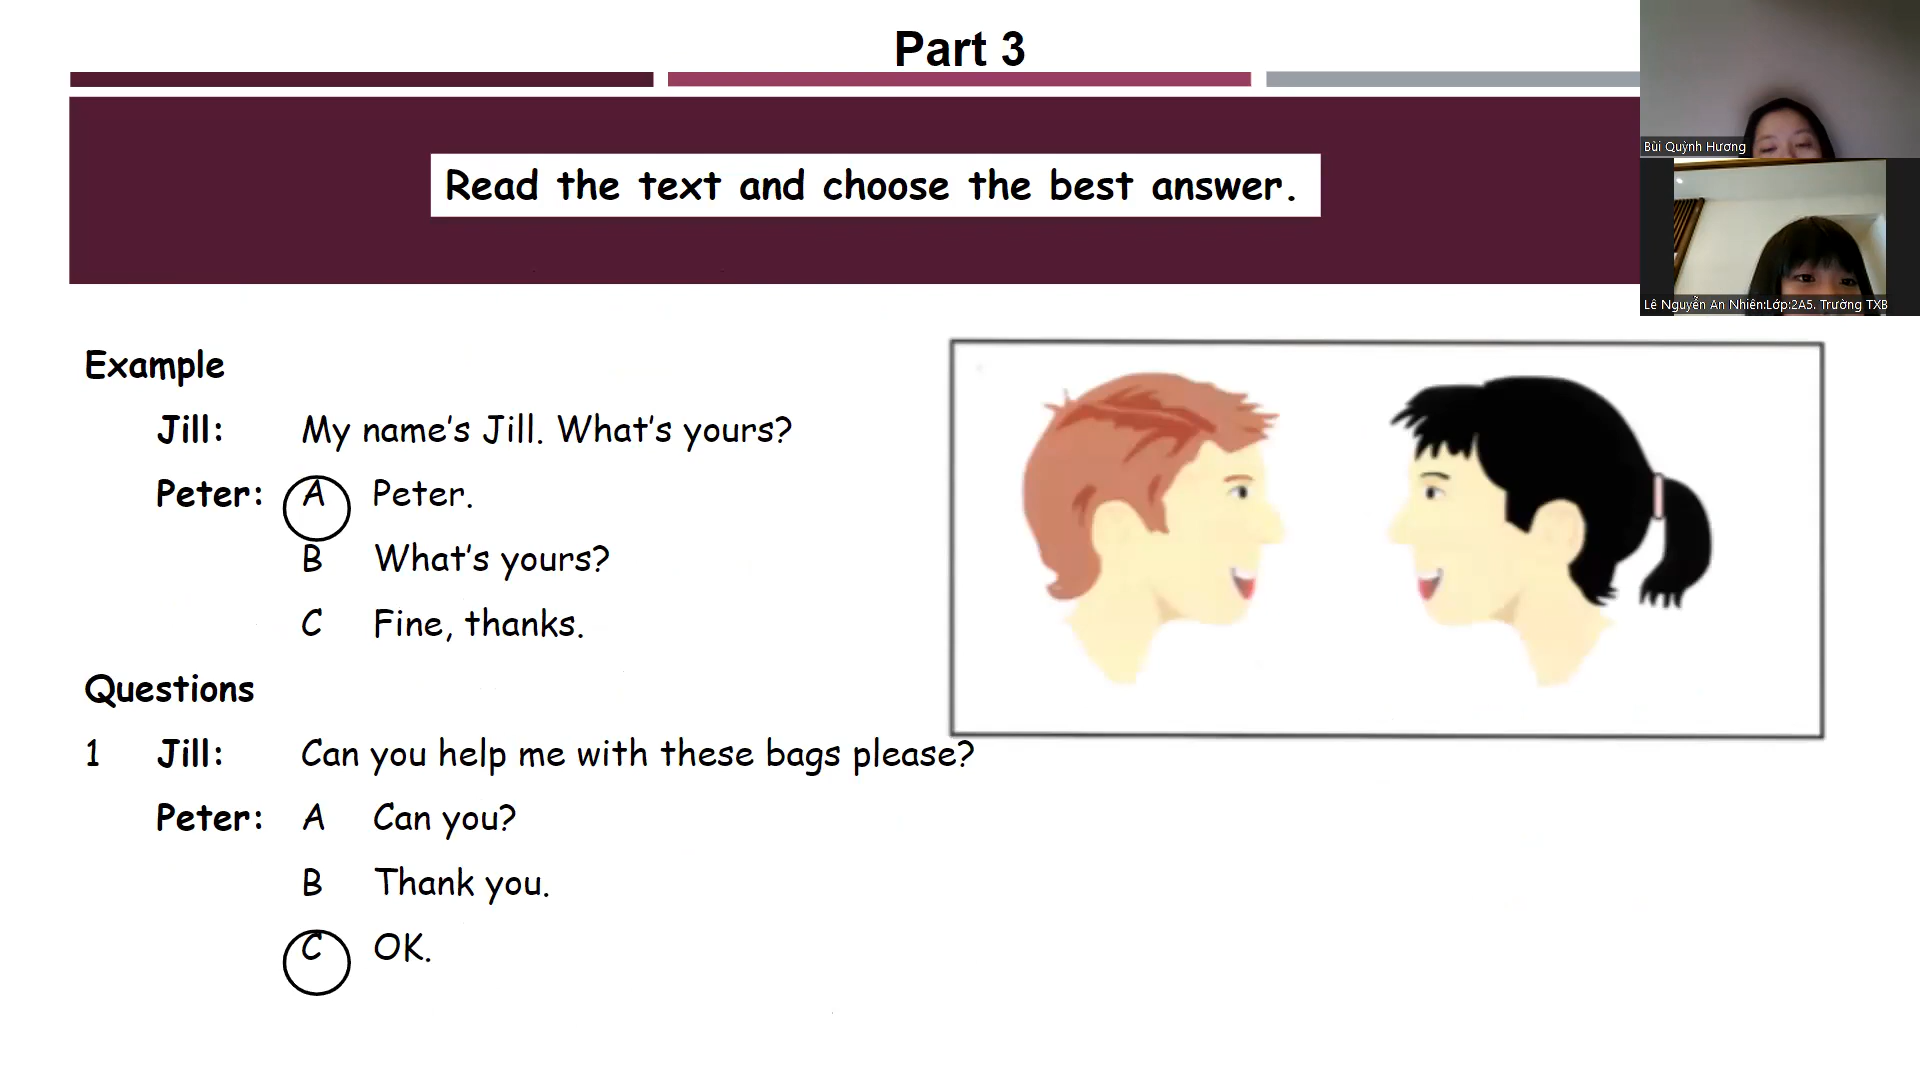 Part 3
Read the text and choose the best answer.
Bùi Quỳnh Hương
Lê Nguyễn An Nhiên:Lớp:2A5. Trường TXB
Example
Jill: My name's Jill. What's yours?
Peter: A Peter.
B What's yours?
C Fine, thanks.
Questions
1 Jill: Can you help me with these bags please?
Peter: A Can you?
B Thank you.
C OK.